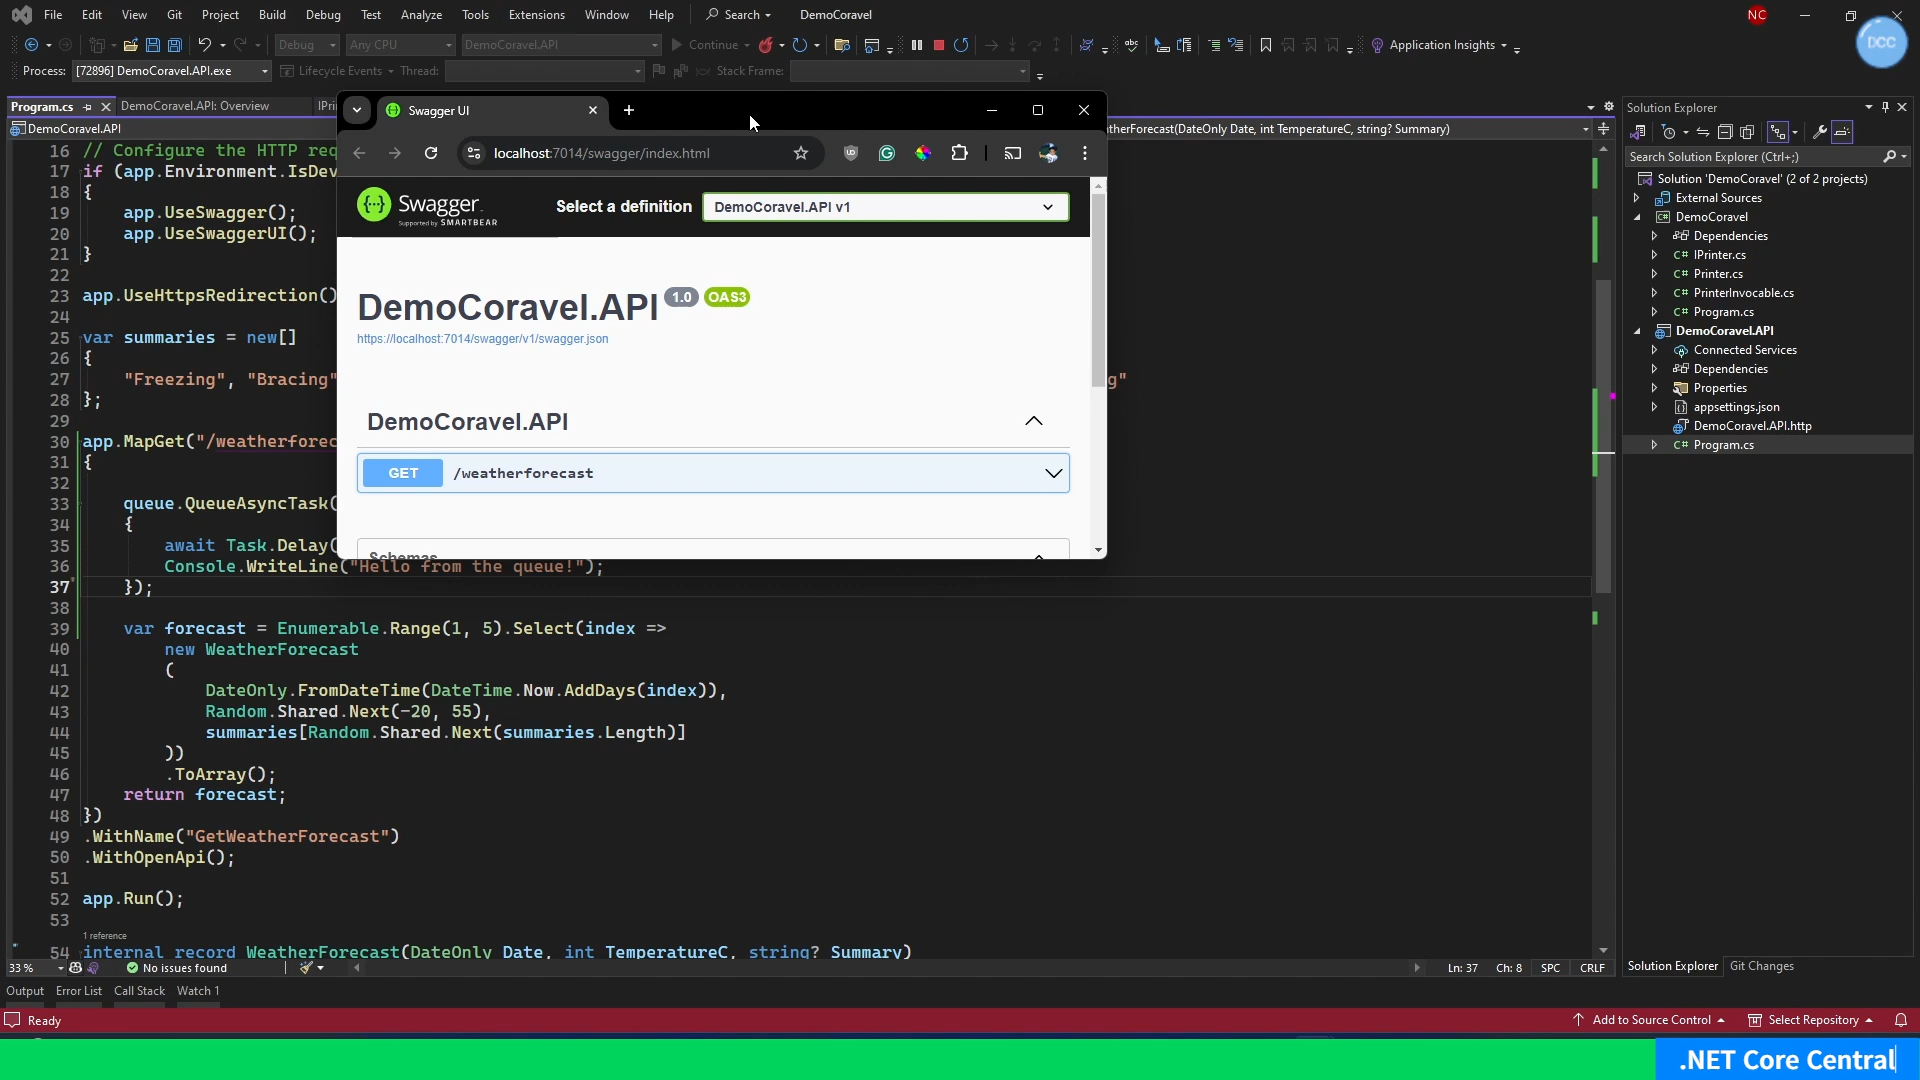 File Edit View Git Project Build Debug Test Analyze Tools Extensions Window Help Search DemoCoravel NC
Debug Any CPU DemoCoravel.API Continue Application Insights DCC
Process: [72896] DemoCoravel.API.exe Lifecycle Events Thread: Stack Frame:
Program.cs DemoCoravel.API: Overview
DemoCoravel.API
Swagger UI
localhost:7014/swagger/index.html
Swagger
Supported by SMARTBEAR
Select a definition DemoCoravel.API v1
DemoCoravel.API 1.0 OAS3
https://localhost:7014/swagger/v1/swagger.json
DemoCoravel.API
GET /weatherforecast
Schemas
therForecast(DateOnly Date, int TemperatureC, string? Summary)
16 // Configure the HTTP req
17 if (app.Environment.IsDev
18 {
19 app.UseSwagger();
20 app.UseSwaggerUI();
21 }
22
23 app.UseHttpsRedirection()
24
25 var summaries = new[]
26 {
27 "Freezing", "Bracing" g"
28 };
29
30 app.MapGet("/weatherforec
31 {
32
33 queue.QueueAsyncTask(
34 {
35 await Task.Delay(
36 Console.WriteLine("Hello from the queue!");
37 });
38
39 var forecast = Enumerable.Range(1, 5).Select(index =>
40 new WeatherForecast
41 (
42 DateOnly.FromDateTime(DateTime.Now.AddDays(index)),
43 Random.Shared.Next(-20, 55),
44 summaries[Random.Shared.Next(summaries.Length)]
45 ))
46 .ToArray();
47 return forecast;
48 })
49 .WithName("GetWeatherForecast")
50 .WithOpenApi();
51
52 app.Run();
53
1 reference
54 internal record WeatherForecast(DateOnly Date, int TemperatureC, string? Summary)
33 % No issues found Ln: 37 Ch: 8 SPC CRLF
Solution Explorer
Search Solution Explorer (Ctrl+;)
Solution 'DemoCoravel' (2 of 2 projects)
External Sources
C# DemoCoravel
Dependencies
C# IPrinter.cs
C# Printer.cs
C# PrinterInvocable.cs
C# Program.cs
DemoCoravel.API
Connected Services
Dependencies
Properties
appsettings.json
DemoCoravel.API.http
C# Program.cs
Solution Explorer Git Changes
Output Error List Call Stack Watch 1
Ready Add to Source Control Select Repository
.NET Core Central